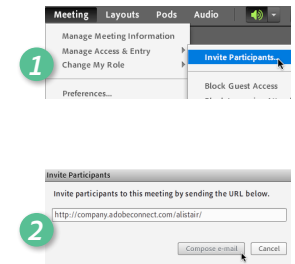 Meeting Layouts Pods Audio
Manage Meeting Information
Manage Access & Entry
Invite Participants...
1
Change My Role
Block Guest Access
Preferences...
Invite Participants
Invite participants to this meeting by sending the URL below.
http://company.adobeconnect.com/alistair/
2
Compose e-mail Cancel